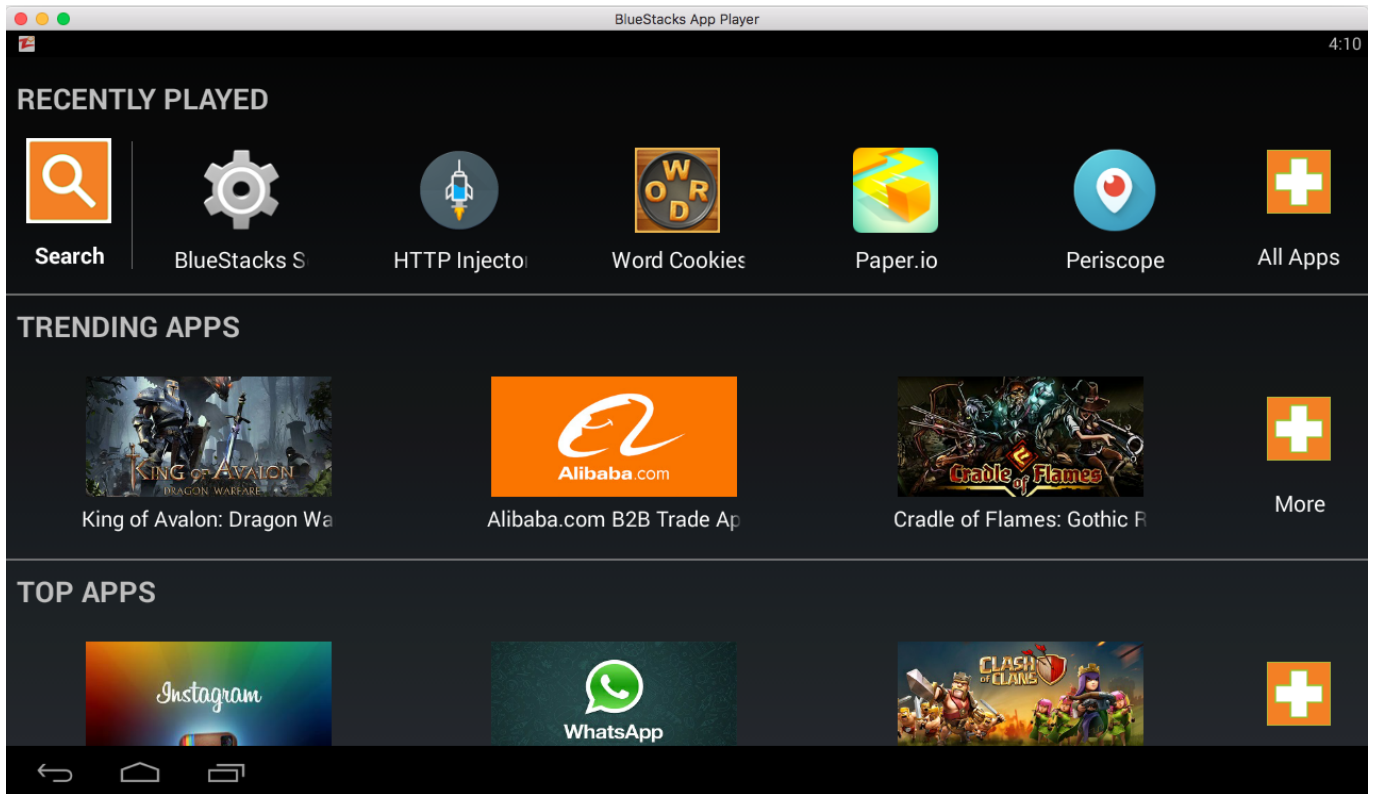 BlueStacks App Player
4:10
RECENTLY PLAYED
Search
BlueStacks S
HTTP Injecto
Word Cookies
Paper.io
Periscope
All Apps
WORD
TRENDING APPS
KING OF AVALON
DRAGON WARFARE
Alibaba.com
Cradle of Flames
King of Avalon: Dragon Wa
Alibaba.com B2B Trade Ap
Cradle of Flames: Gothic R
More
TOP APPS
Instagram
WhatsApp
CLASH
OF CLANS